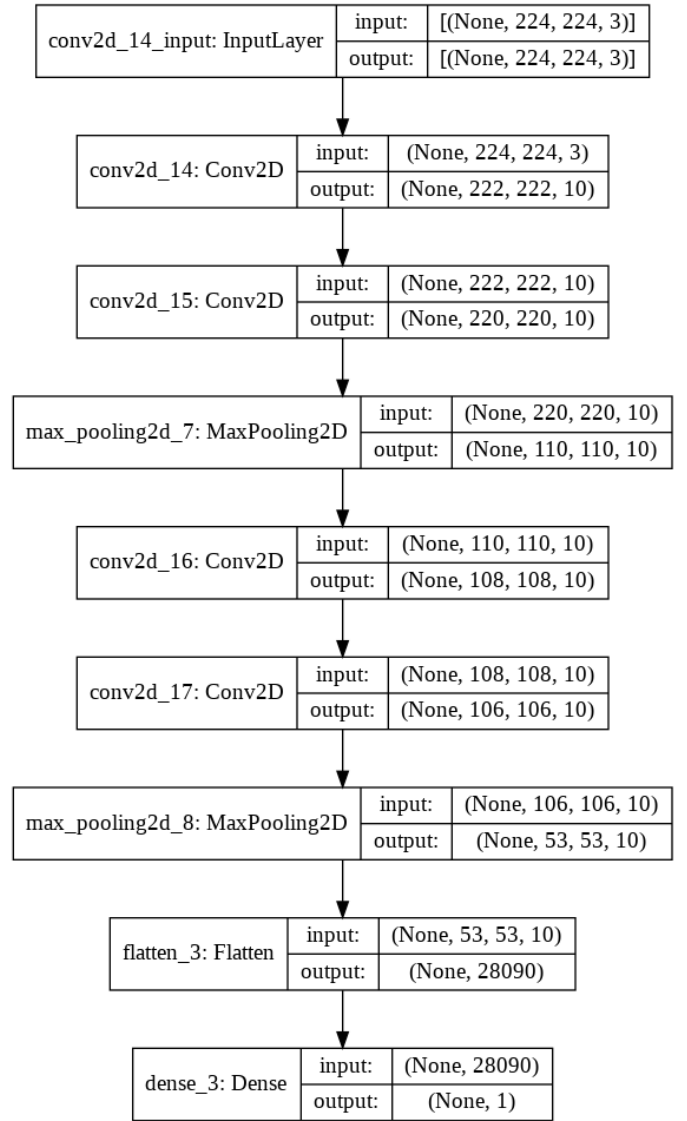 conv2d_14_input: InputLayer input: [(None, 224, 224, 3)]
output: [(None, 224, 224, 3)]
conv2d_14: Conv2D input: (None, 224, 224, 3)
output: (None, 222, 222, 10)
conv2d_15: Conv2D input: (None, 222, 222, 10)
output: (None, 220, 220, 10)
max_pooling2d_7: MaxPooling2D input: (None, 220, 220, 10)
output: (None, 110, 110, 10)
conv2d_16: Conv2D input: (None, 110, 110, 10)
output: (None, 108, 108, 10)
conv2d_17: Conv2D input: (None, 108, 108, 10)
output: (None, 106, 106, 10)
max_pooling2d_8: MaxPooling2D input: (None, 106, 106, 10)
output: (None, 53, 53, 10)
flatten_3: Flatten input: (None, 53, 53, 10)
output: (None, 28090)
dense_3: Dense input: (None, 28090)
output: (None, 1)